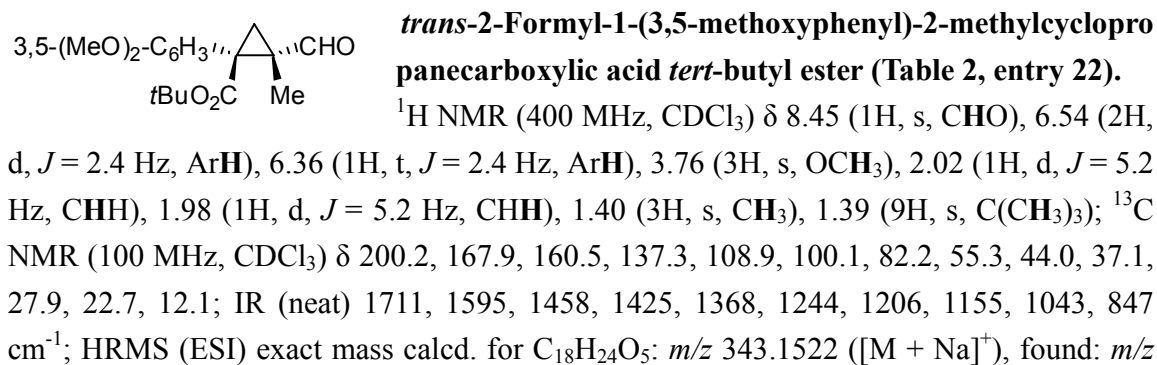 trans-2-Formyl-1-(3,5-methoxyphenyl)-2-methylcyclopro
3,5-(MeO)2-C6H3 CHO
panecarboxylic acid tert-butyl ester (Table 2, entry 22).
tBuO2C Me
1H NMR (400 MHz, CDCl3) δ 8.45 (1H, s, CHO), 6.54 (2H,
d, J = 2.4 Hz, ArH), 6.36 (1H, t, J = 2.4 Hz, ArH), 3.76 (3H, s, OCH3), 2.02 (1H, d, J = 5.2
Hz, CHH), 1.98 (1H, d, J = 5.2 Hz, CHH), 1.40 (3H, s, CH3), 1.39 (9H, s, C(CH3)3); 13C
NMR (100 MHz, CDCl3) δ 200.2, 167.9, 160.5, 137.3, 108.9, 100.1, 82.2, 55.3, 44.0, 37.1,
27.9, 22.7, 12.1; IR (neat) 1711, 1595, 1458, 1425, 1368, 1244, 1206, 1155, 1043, 847
cm-1; HRMS (ESI) exact mass calcd. for C18H24O5: m/z 343.1522 ([M + Na]+), found: m/z